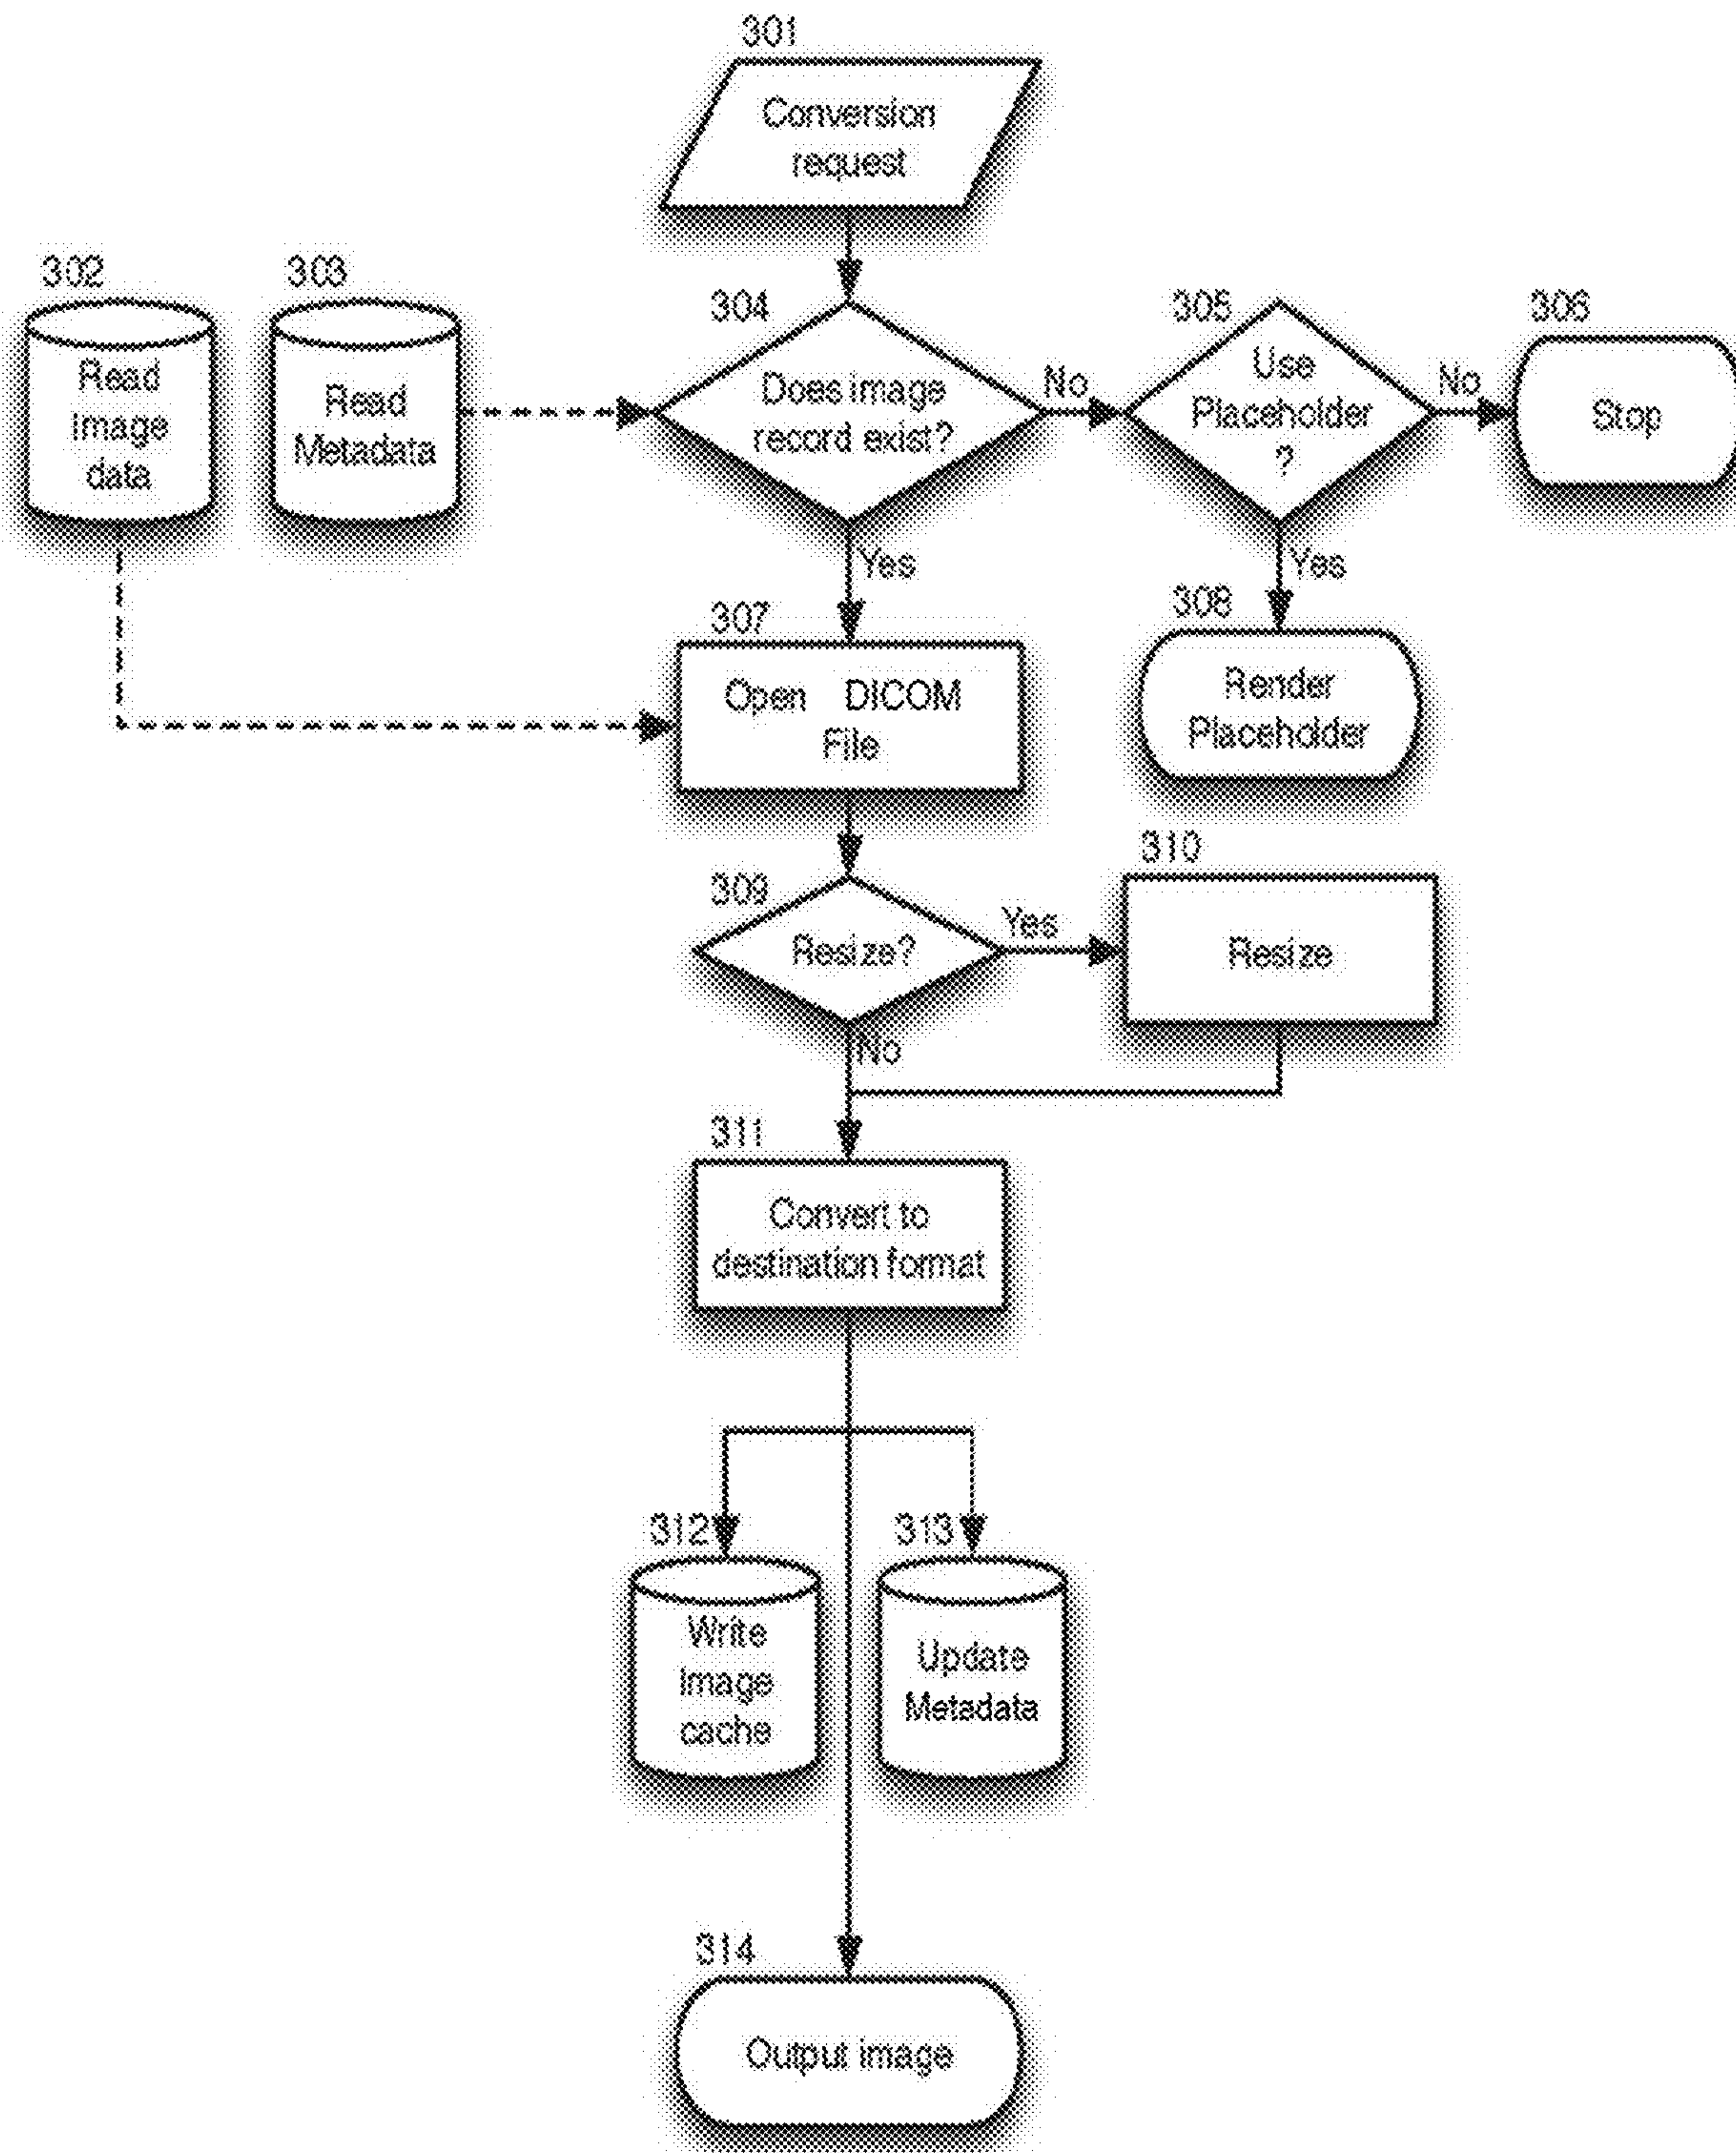 301
Conversion
request
302
Read
image
data
303
Read
Metadata
304
Does image
record exist?
No
305
Use
Placeholder
?
No
306
Stop
Yes
Yes
307
Open DICOM
File
308
Render
Placeholder
309
Resize?
Yes
310
Resize
No
311
Convert to
destination format
312
Write
image
cache
313
Update
Metadata
314
Output image